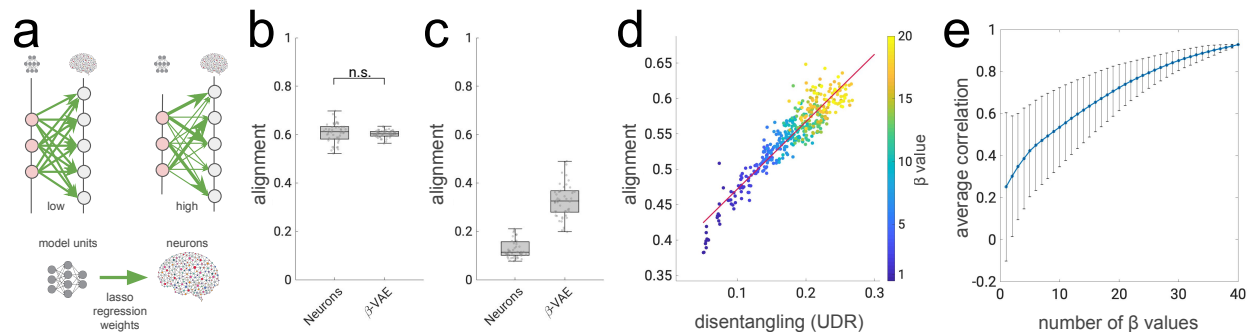 a
low
high
model units
neurons
lasso
regression
weights
b
alignment
1
0.8
0.6
0.4
0.2
0
n.s.
Neurons
β-VAE
c
alignment
1
0.8
0.6
0.4
0.2
0
Neurons
β-VAE
d
alignment
0.65
0.6
0.55
0.5
0.45
0.4
0.35
0.1
0.2
0.3
disentangling (UDR)
20
15
10
5
1
β value
e
average correlation
1
0.8
0.6
0.4
0.2
0
-0.2
0
10
20
30
40
number of β values